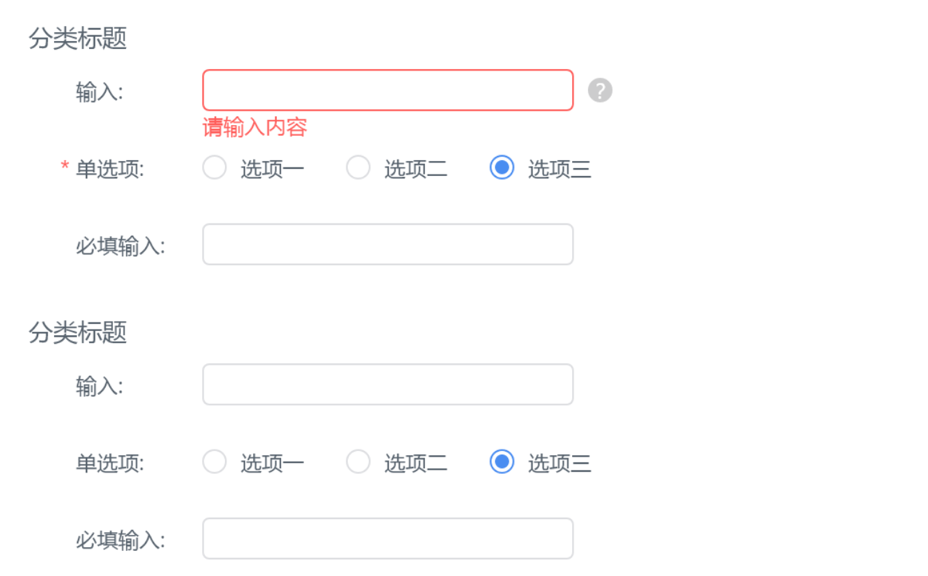 分类标题
输入: ?
请输入内容
* 单选项: 选项一 选项二 选项三
必填输入:
分类标题
输入:
单选项: 选项一 选项二 选项三
必填输入: